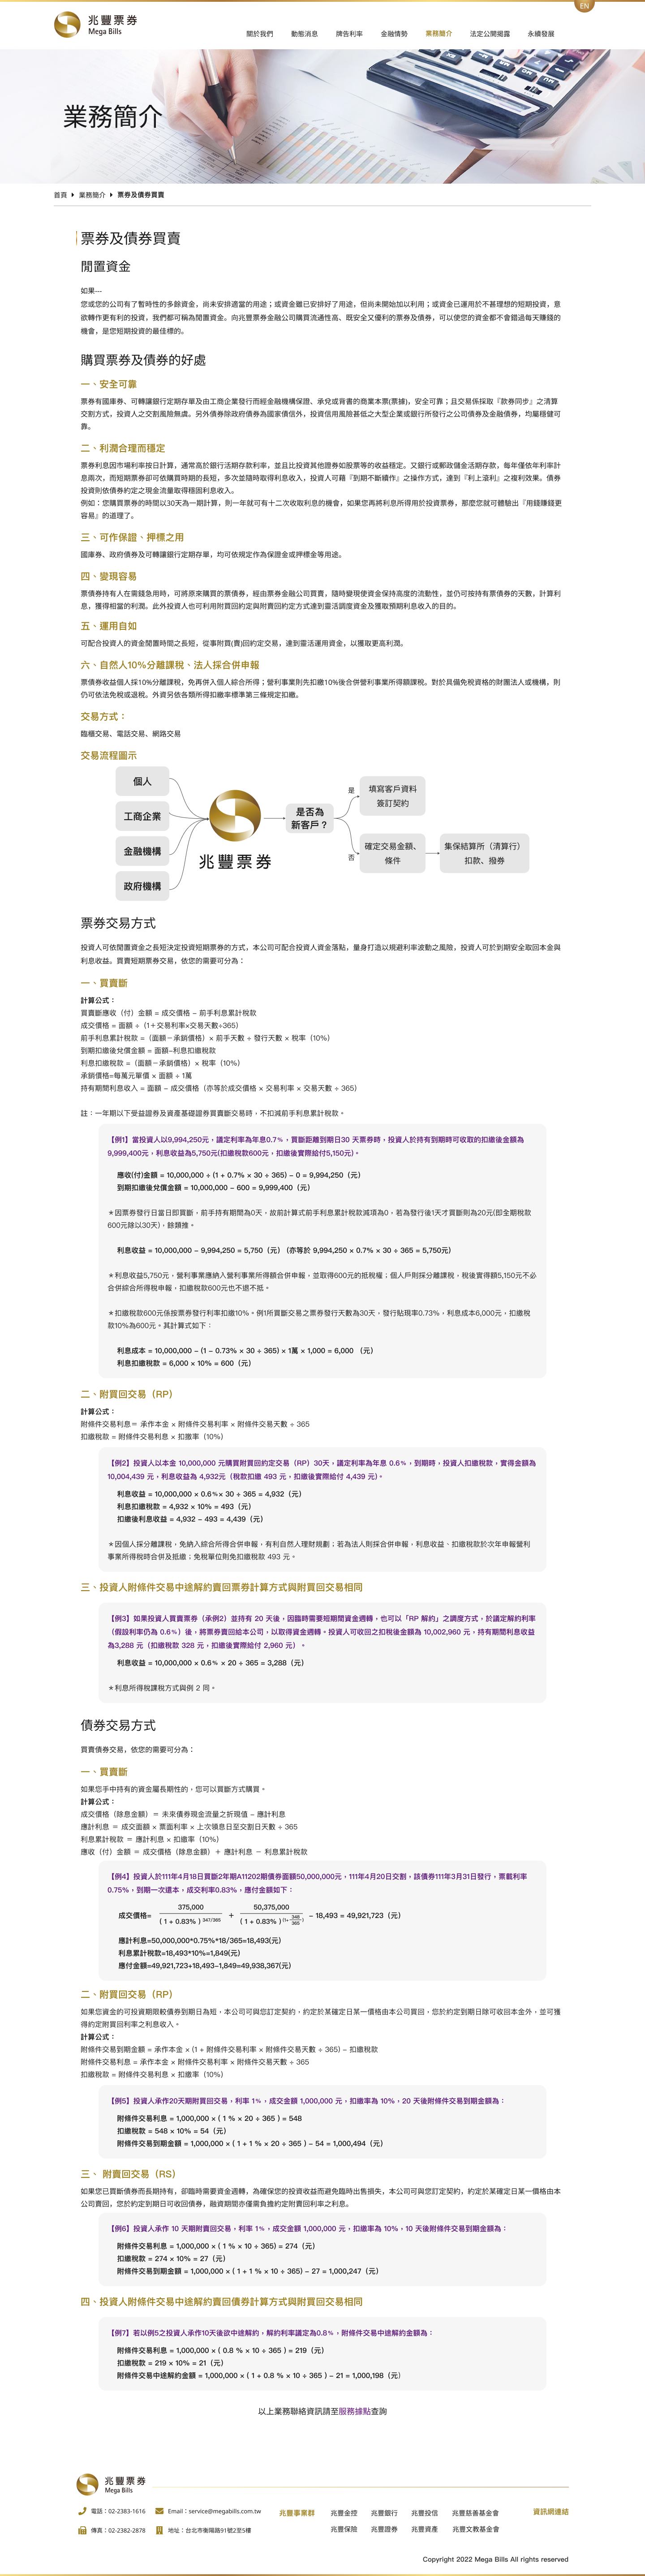 EN
兆豐票券
Mega Bills
關於我們 動態消息 牌告利率 金融情勢 業務簡介 法定公開揭露 永續發展
業務簡介
首頁 業務簡介 票券及債券買賣
票券及債券買賣
閒置資金
如果---
您或您的公司有了暫時性的多餘資金，尚未安排適當的用途；或資金雖已安排好了用途，但尚未開始加以利用；或資金已運用於不甚理想的短期投資，意
欲轉作更有利的投資，我們都可稱為閒置資金。向兆豐票券金融公司購買流通性高、既安全又優利的票券及債券，可以使您的資金都不會錯過每天賺錢的
機會，是您短期投資的最佳標的。
購買票券及債券的好處
一、安全可靠
票券有國庫券、可轉讓銀行定期存單及由工商企業發行而經金融機構保證、承兌或背書的商業本票(票據)，安全可靠；且交易係採取『款券同步』之清算
交割方式，投資人之交割風險無虞。另外債券除政府債券為國家債信外，投資信用風險甚低之大型企業或銀行所發行之公司債券及金融債券，均屬穩健可
靠。
二、利潤合理而穩定
票券利息因市場利率按日計算，通常高於銀行活期存款利率，並且比投資其他證券如股票等的收益穩定。又銀行或郵政儲金活期存款，每年僅依年利率計
息兩次，而短期票券卻可依購買時期的長短，多次並隨時取得利息收入，投資人可藉『到期不斷續作』之操作方式，達到『利上滾利』之複利效果。債券
投資則依債券約定之現金流量取得穩固利息收入。
例如：您購買票券的時間以30天為一期計算，則一年就可有十二次收取利息的機會，如果您再將利息所得用於投資票券，那麼您就可體驗出『用錢賺錢更
容易』的道理了。
三、可作保證、押標之用
國庫券、政府債券及可轉讓銀行定期存單，均可依規定作為保證金或押標金等用途。
四、變現容易
票債券持有人在需錢急用時，可將原來購買的票債券，經由票券金融公司買賣，隨時變現使資金保持高度的流動性，並仍可按持有票債券的天數，計算利
息，獲得相當的利潤。此外投資人也可利用附買回約定與附賣回約定方式達到靈活調度資金及獲取預期利息收入的目的。
五、運用自如
可配合投資人的資金閒置時間之長短，從事附買(賣)回約定交易，達到靈活運用資金，以獲取更高利潤。
六、自然人10%分離課稅、法人採合併申報
票債券收益個人採10%分離課稅，免再併入個人綜合所得；營利事業則先扣繳10%後合併營利事業所得額課稅。對於具備免稅資格的財團法人或機構，則
仍可依法免稅或退稅。外資另依各類所得扣繳率標準第三條規定扣繳。
交易方式：
臨櫃交易、電話交易、網路交易
交易流程圖示
個人
工商企業
金融機構
政府機構
兆豐票券
是否為
新客戶？
是
填寫客戶資料
簽訂契約
否
確定交易金額、
條件
集保結算所（清算行）
扣款、撥券
票券交易方式
投資人可依閒置資金之長短決定投資短期票券的方式，本公司可配合投資人資金落點，量身打造以規避利率波動之風險，投資人可於到期安全取回本金與
利息收益。買賣短期票券交易，依您的需要可分為：
一、買賣斷
計算公式：
買賣斷應收（付）金額 = 成交價格 – 前手利息累計稅款
成交價格 = 面額 ÷（1＋交易利率×交易天數÷365）
前手利息累計稅款 =（面額－承銷價格）× 前手天數 ÷ 發行天數 × 稅率（10%）
到期扣繳後兌償金額 = 面額–利息扣繳稅款
利息扣繳稅款 =（面額－承銷價格）× 稅率（10%）
承銷價格=每萬元單價 × 面額 ÷ 1萬
持有期間利息收入 = 面額 – 成交價格（亦等於成交價格 × 交易利率 × 交易天數 ÷ 365）
註：一年期以下受益證券及資產基礎證券買賣斷交易時，不扣減前手利息累計稅款。
【例1】當投資人以9,994,250元，議定利率為年息0.7%，買斷距離到期日30 天票券時，投資人於持有到期時可收取的扣繳後金額為
9,999,400元，利息收益為5,750元(扣繳稅款600元，扣繳後實際給付5,150元)。
應收(付)金額 = 10,000,000 ÷ (1 + 0.7% × 30 ÷ 365) – 0 = 9,994,250（元）
到期扣繳後兌償金額 = 10,000,000 – 600 = 9,999,400（元）
＊因票券發行日當日即買斷，前手持有期間為0天，故前計算式前手利息累計稅款減項為0，若為發行後1天才買斷則為20元(即全期稅款
600元除以30天)，餘類推。
利息收益 = 10,000,000 – 9,994,250 = 5,750（元）（亦等於 9,994,250 × 0.7% × 30 ÷ 365 = 5,750元)
＊利息收益5,750元，營利事業應納入營利事業所得額合併申報，並取得600元的抵稅權；個人戶則採分離課稅，稅後實得額5,150元不必
合併綜合所得稅申報，扣繳稅款600元也不退不抵。
＊扣繳稅款600元係按票券發行利率扣繳10%。例1所買斷交易之票券發行天數為30天，發行貼現率0.73%，利息成本6,000元，扣繳稅
款10%為600元。其計算式如下：
利息成本 = 10,000,000 – (1 – 0.73% × 30 ÷ 365) × 1萬 × 1,000 = 6,000 （元）
利息扣繳稅款 = 6,000 × 10% = 600（元）
二、附買回交易（RP）
計算公式：
附條件交易利息＝ 承作本金 × 附條件交易利率 × 附條件交易天數 ÷ 365
扣繳稅款 = 附條件交易利息 × 扣繳率（10%）
【例2】投資人以本金 10,000,000 元購買附買回約定交易（RP）30天，議定利率為年息 0.6%，到期時，投資人扣繳稅款，實得金額為
10,004,439 元，利息收益為 4,932元（稅款扣繳 493 元，扣繳後實際給付 4,439 元)。
利息收益 = 10,000,000 × 0.6%× 30 ÷ 365 = 4,932（元）
利息扣繳稅款 = 4,932 × 10% = 493（元）
扣繳後利息收益 = 4,932 – 493 = 4,439（元）
＊因個人採分離課稅，免納入綜合所得合併申報，有利自然人理財規劃；若為法人則採合併申報，利息收益、扣繳稅款於次年申報營利
事業所得稅時合併及抵繳；免稅單位則免扣繳稅款 493 元。
三、投資人附條件交易中途解約賣回票券計算方式與附買回交易相同
【例3】如果投資人買賣票券（承例2）並持有 20 天後，因臨時需要短期間資金週轉，也可以「RP 解約」之調度方式，於議定解約利率
（假設利率仍為 0.6%）後，將票券賣回給本公司，以取得資金週轉。投資人可收回之扣稅後金額為 10,002,960 元，持有期間利息收益
為3,288 元（扣繳稅款 328 元，扣繳後實際給付 2,960 元）。
利息收益 = 10,000,000 × 0.6% × 20 ÷ 365 = 3,288（元）
＊利息所得稅課稅方式與例 2 同。
債券交易方式
買賣債券交易，依您的需要可分為：
一、買賣斷
如果您手中持有的資金屬長期性的，您可以買斷方式購買。
計算公式：
成交價格（除息金額）＝ 未來債券現金流量之折現值 – 應計利息
應計利息 ＝ 成交面額 × 票面利率 × 上次領息日至交割日天數 ÷ 365
利息累計稅款 ＝ 應計利息 × 扣繳率（10%）
應收（付）金額 ＝ 成交價格（除息金額）＋ 應計利息 － 利息累計稅款
【例4】投資人於111年4月18日買斷2年期A11202期債券面額50,000,000元，111年4月20日交割，該債券111年3月31日發行，票載利率
0.75%，到期一次還本，成交利率0.83%，應付金額如下：
375,000 50,375,000
成交價格= ＋ – 18,493 = 49,921,723（元）
( 1 + 0.83% ) 347/365 ( 1 + 0.83% ) (1+348/365)
應計利息=50,000,000*0.75%*18/365=18,493(元)
利息累計稅款=18,493*10%=1,849(元)
應付金額=49,921,723+18,493–1,849=49,938,367(元)
二、附買回交易（RP）
如果您資金的可投資期限較債券到期日為短，本公司可與您訂定契約，約定於某確定日某一價格由本公司買回，您於約定到期日除可收回本金外，並可獲
得約定附買回利率之利息收入。
計算公式：
附條件交易到期金額 = 承作本金 × (1 + 附條件交易利率 × 附條件交易天數 ÷ 365) – 扣繳稅款
附條件交易利息 = 承作本金 × 附條件交易利率 × 附條件交易天數 ÷ 365
扣繳稅款 = 附條件交易利息 × 扣繳率（10%）
【例5】投資人承作20天期附買回交易，利率 1%，成交金額 1,000,000 元，扣繳率為 10%，20 天後附條件交易到期金額為：
附條件交易利息 = 1,000,000 × ( 1 % × 20 ÷ 365 ) = 548
扣繳稅款 = 548 × 10% = 54（元）
附條件交易到期金額 = 1,000,000 × ( 1 + 1 % × 20 ÷ 365 ) – 54 = 1,000,494（元）
三、 附賣回交易（RS）
如果您已買斷債券而長期持有，卻臨時需要資金週轉，為確保您的投資收益而避免臨時出售損失，本公司可與您訂定契約，約定於某確定日某一價格由本
公司賣回，您於約定到期日可收回債券，融資期間亦僅需負擔約定附賣回利率之利息。
【例6】投資人承作 10 天期附賣回交易，利率 1%，成交金額 1,000,000 元，扣繳率為 10%，10 天後附條件交易到期金額為：
附條件交易利息 = 1,000,000 × ( 1 % × 10 ÷ 365) = 274（元）
扣繳稅款 = 274 × 10% = 27（元）
附條件交易到期金額 = 1,000,000 × ( 1 + 1 % × 10 ÷ 365) – 27 = 1,000,247（元）
四、投資人附條件交易中途解約賣回債券計算方式與附買回交易相同
【例7】若以例5之投資人承作10天後欲中途解約，解約利率議定為0.8%，附條件交易中途解約金額為：
附條件交易利息 = 1,000,000 × ( 0.8 % × 10 ÷ 365 ) = 219（元）
扣繳稅款 = 219 × 10% = 21（元）
附條件交易中途解約金額 = 1,000,000 × ( 1 + 0.8 % × 10 ÷ 365 ) – 21 = 1,000,198（元）
以上業務聯絡資訊請至服務據點查詢
兆豐票券
Mega Bills
電話：02-2383-1616 Email：service@megabills.com.tw 兆豐事業群 兆豐金控 兆豐銀行 兆豐投信 兆豐慈善基金會 資訊網連結
傳真：02-2382-2878 地址：台北市衡陽路91號2至5樓 兆豐保險 兆豐證券 兆豐資產 兆豐文教基金會
Copyright 2022 Mega Bills All rights reserved